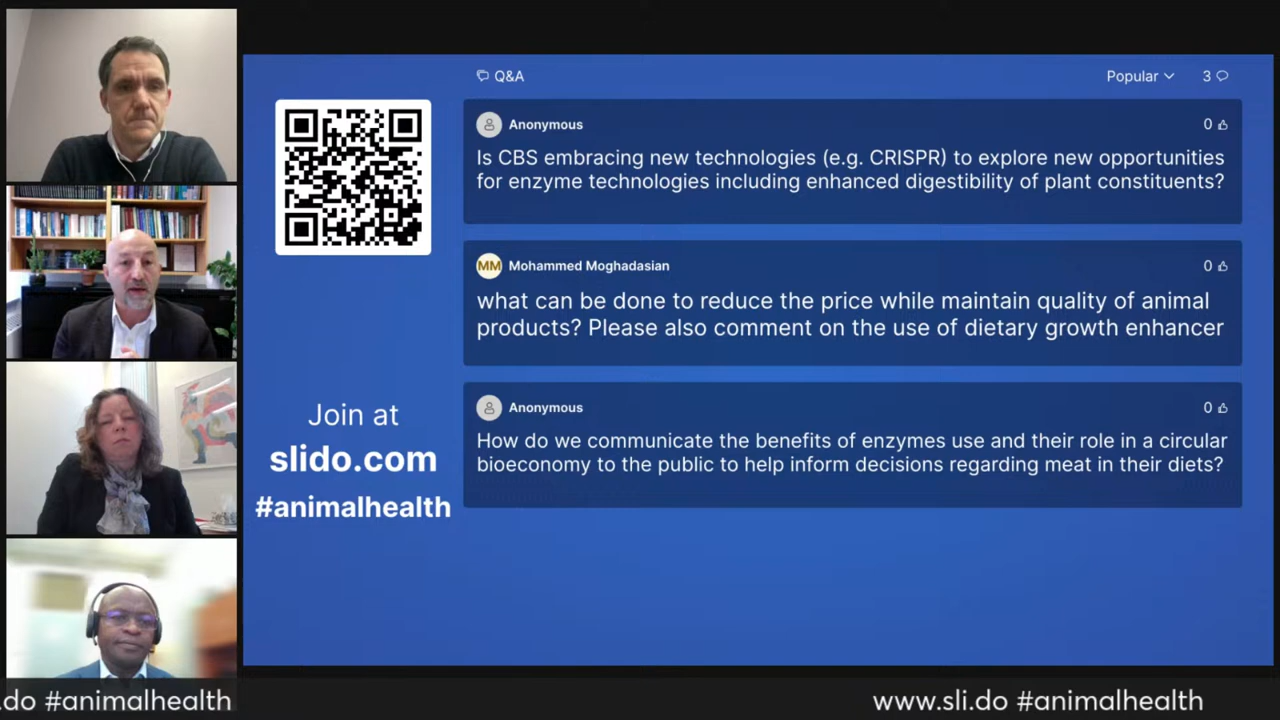 Q&A
Popular
3
Anonymous
0
Is CBS embracing new technologies (e.g. CRISPR) to explore new opportunities
for enzyme technologies including enhanced digestibility of plant constituents?
MM Mohammed Moghadasian
0
what can be done to reduce the price while maintain quality of animal
products? Please also comment on the use of dietary growth enhancer
Anonymous
0
How do we communicate the benefits of enzymes use and their role in a circular
bioeconomy to the public to help inform decisions regarding meat in their diets?
Join at
slido.com
#animalhealth
.do #animalhealth
www.sli.do #animalhealth